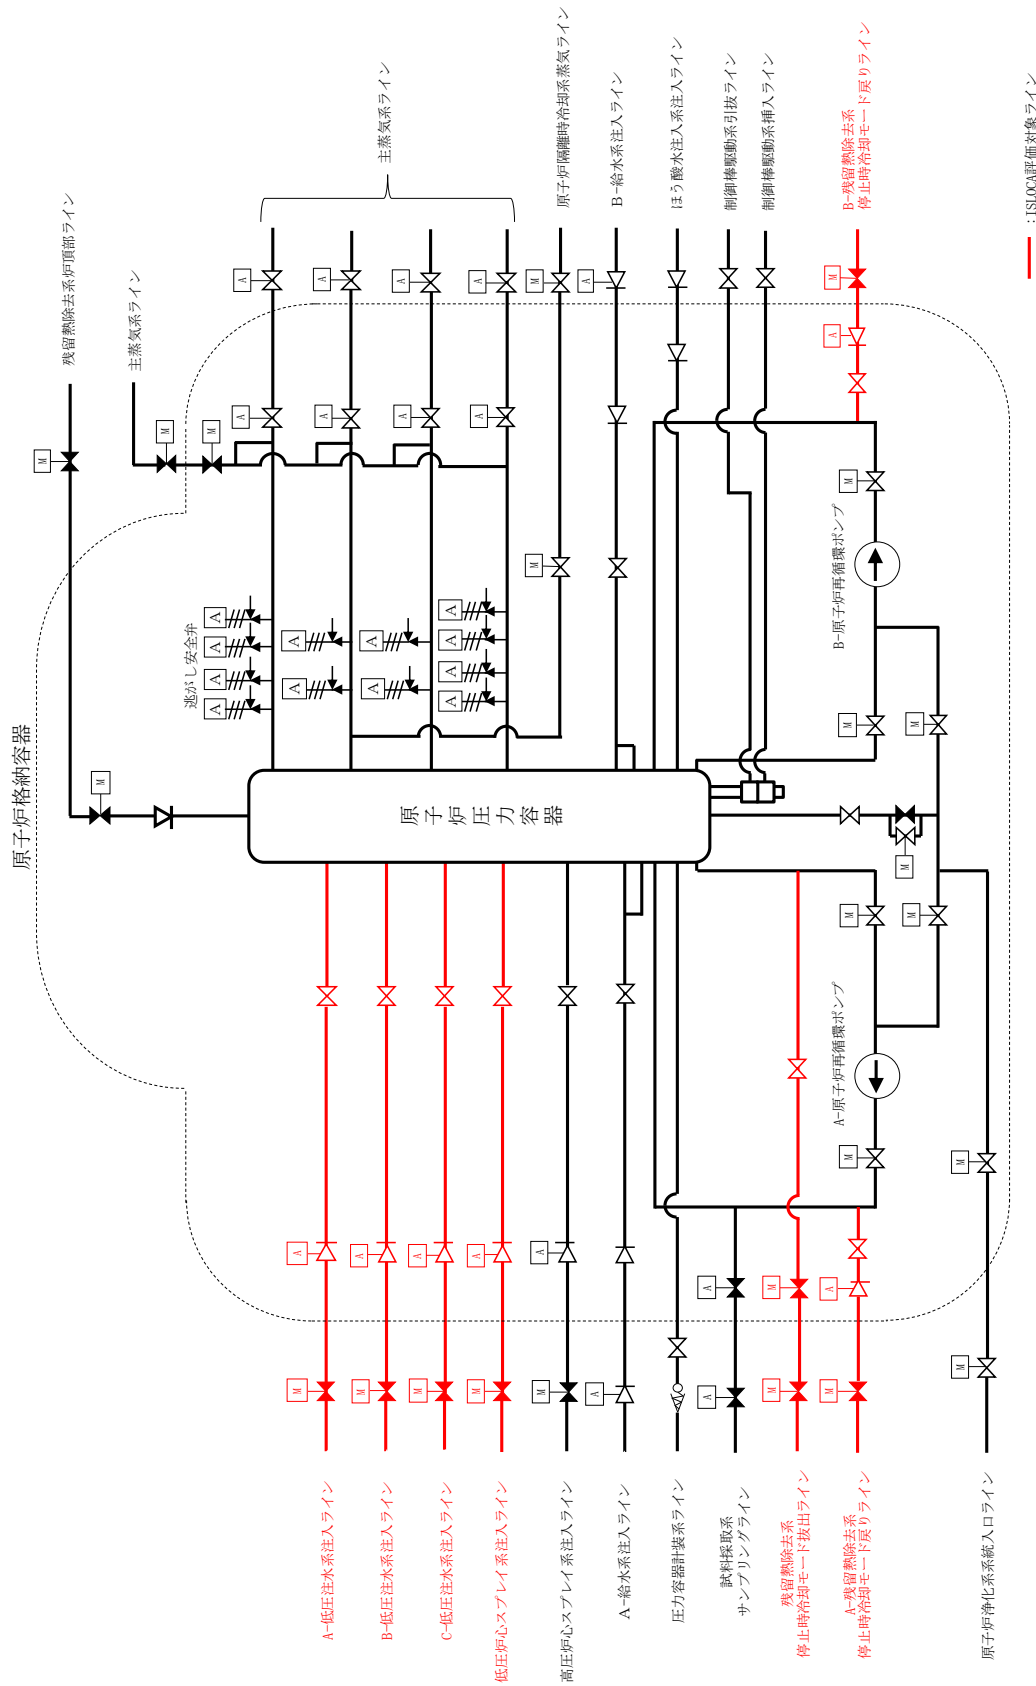 原子炉格納容器
残留熱除去系炉頂部ライン
主蒸気系ライン
主蒸気系ライン
原子炉隔離時冷却系蒸気ライン
B-給水系注入ライン
ほう酸水注入系注入ライン
制御棒駆動系引抜ライン
制御棒駆動系挿入ライン
B-残留熱除去系
停止時冷却モード戻りライン
:ISLOCA評価対象ライン
M
M
M
M
A
A
A
A
M
A
M
A
A
A
A
A
M
M
逃がし安全弁
A
A
A
A
A
A
A
A
A
A
A
A
M
B-原子炉再循環ポンプ
M
M
原子炉圧力容器
M
M
M
A-原子炉再循環ポンプ
M
A
A
A
A
A
A
M
A
M
M
M
M
M
M
A
A
M
M
M
A-低圧注水系注入ライン
B-低圧注水系注入ライン
C-低圧注水系注入ライン
低圧炉心スプレイ系注入ライン
高圧炉心スプレイ系注入ライン
A-給水系注入ライン
圧力容器計装系ライン
試料採取系
サンプリングライン
残留熱除去系
停止時冷却モード抜出ライン
A-残留熱除去系
停止時冷却モード戻りライン
原子炉浄化系系統入口ライン